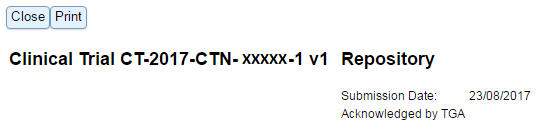 Close Print
Clinical Trial CT-2017-CTN- XXXXX-1 v1 Repository
Submission Date: 23/08/2017
Acknowledged by TGA